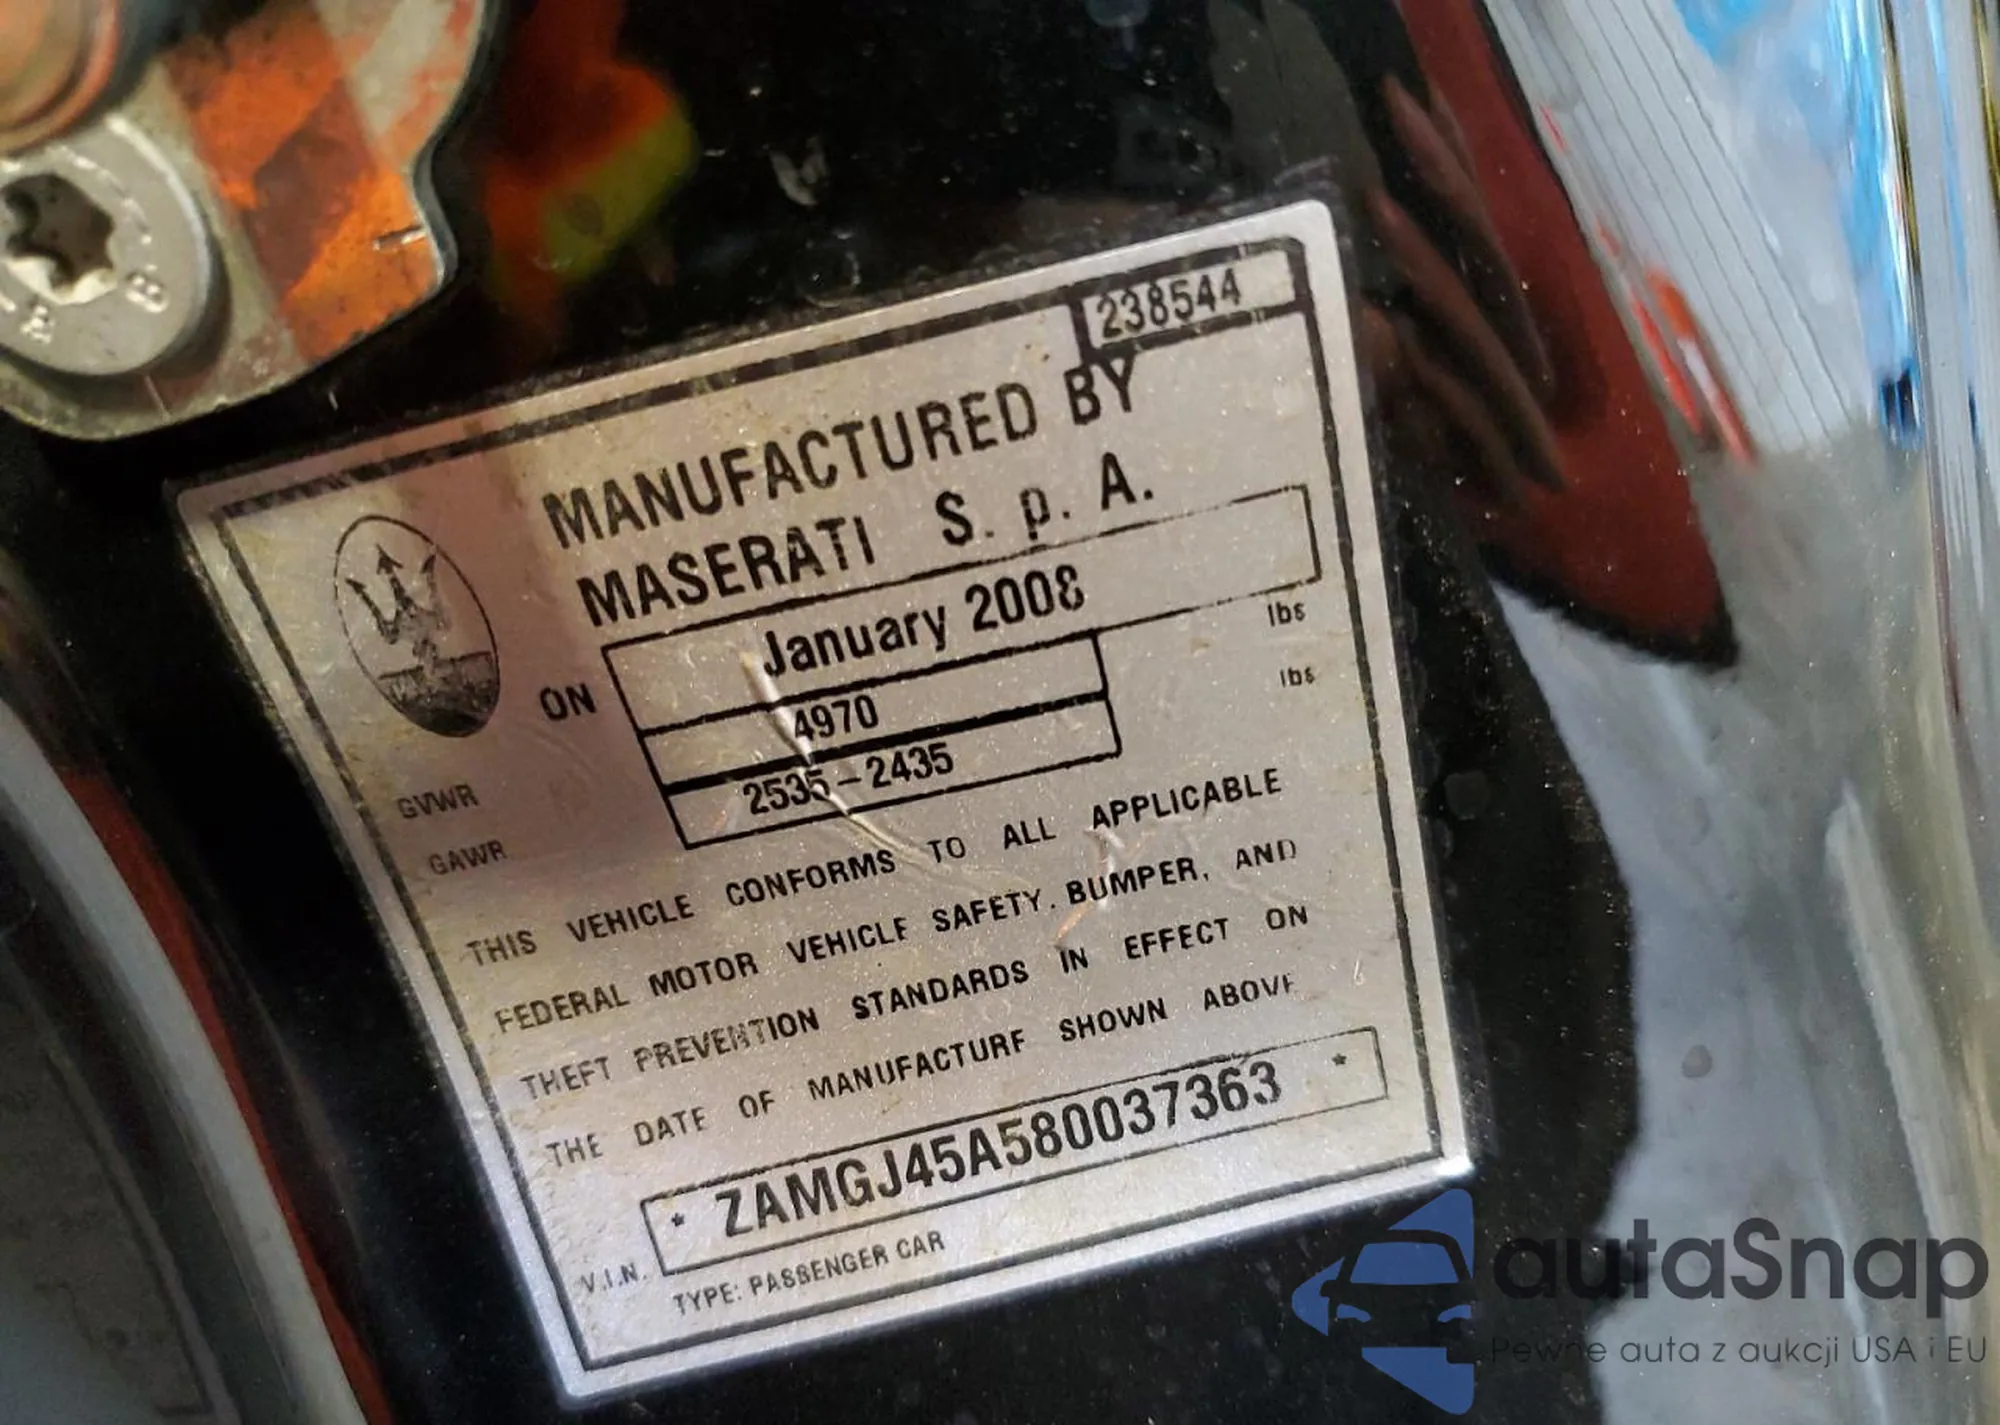 238544
MANUFACTURED BY
MASERATI S. p. A.
ON January 2008
GVWR 4970 lbs
GAWR 2535-2435 lbs
THIS VEHICLE CONFORMS TO ALL APPLICABLE
FEDERAL MOTOR VEHICLE SAFETY. BUMPER, AND
THEFT PREVENTION STANDARDS IN EFFECT ON
THE DATE OF MANUFACTURE SHOWN ABOVE
V.I.N. * ZAMGJ45A580037363 *
TYPE: PASSENGER CAR
autaSnap
Pewne auta z aukcji USA i EU